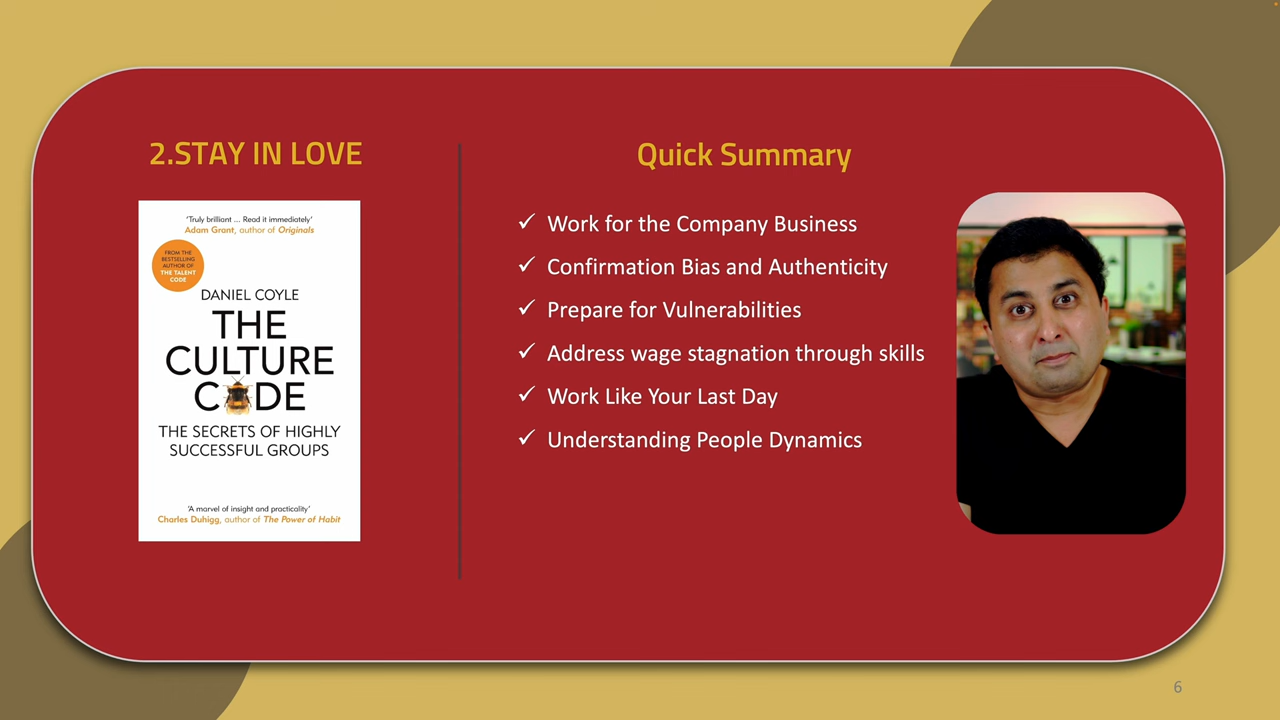 2.STAY IN LOVE
'Truly brilliant ... Read it immediately'
Adam Grant, author of Originals
FROM THE
BESTSELLING
AUTHOR OF
THE TALENT
CODE
DANIEL COYLE
THE
CULTURE
CODE
THE SECRETS OF HIGHLY
SUCCESSFUL GROUPS
'A marvel of insight and practicality'
Charles Duhigg, author of The Power of Habit
Quick Summary
✓ Work for the Company Business
✓ Confirmation Bias and Authenticity
✓ Prepare for Vulnerabilities
✓ Address wage stagnation through skills
✓ Work Like Your Last Day
✓ Understanding People Dynamics
6